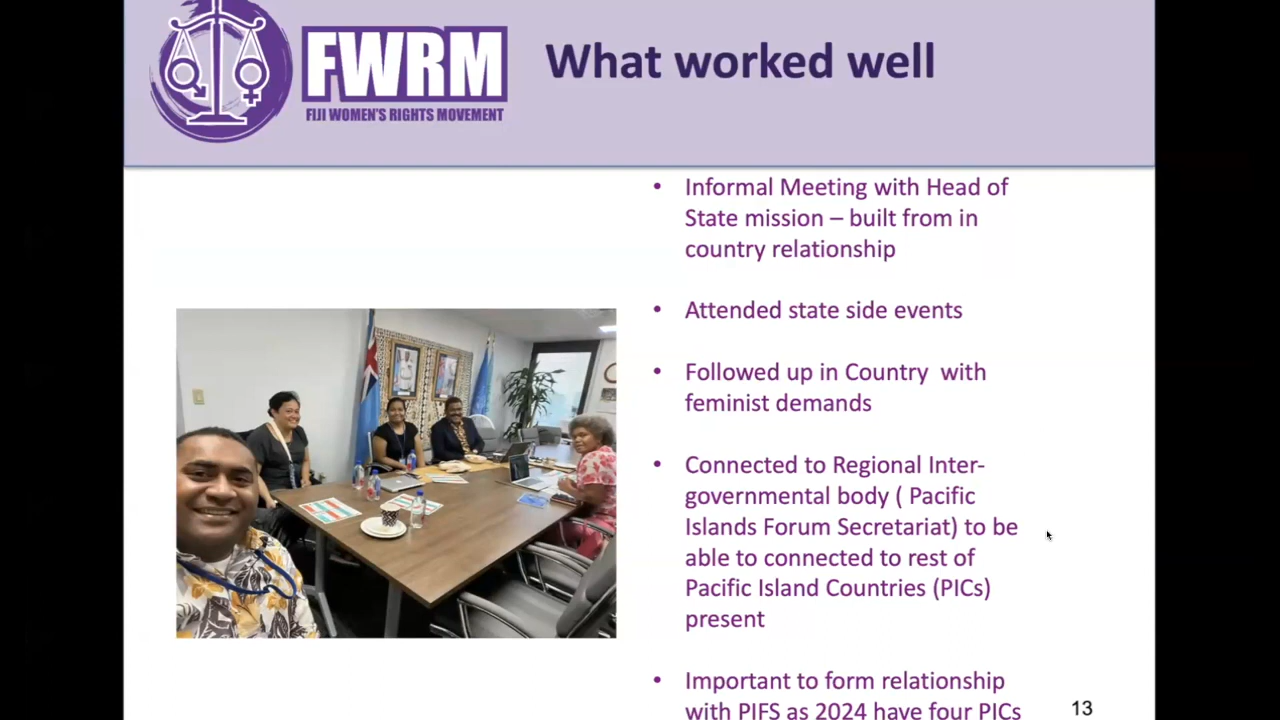 FWRM
FIJI WOMEN'S RIGHTS MOVEMENT
What worked well
• Informal Meeting with Head of
State mission – built from in
country relationship
• Attended state side events
• Followed up in Country with
feminist demands
• Connected to Regional Inter-
governmental body ( Pacific
Islands Forum Secretariat) to be
able to connected to rest of
Pacific Island Countries (PICs)
present
• Important to form relationship
with PIFS as 2024 have four PICs
13